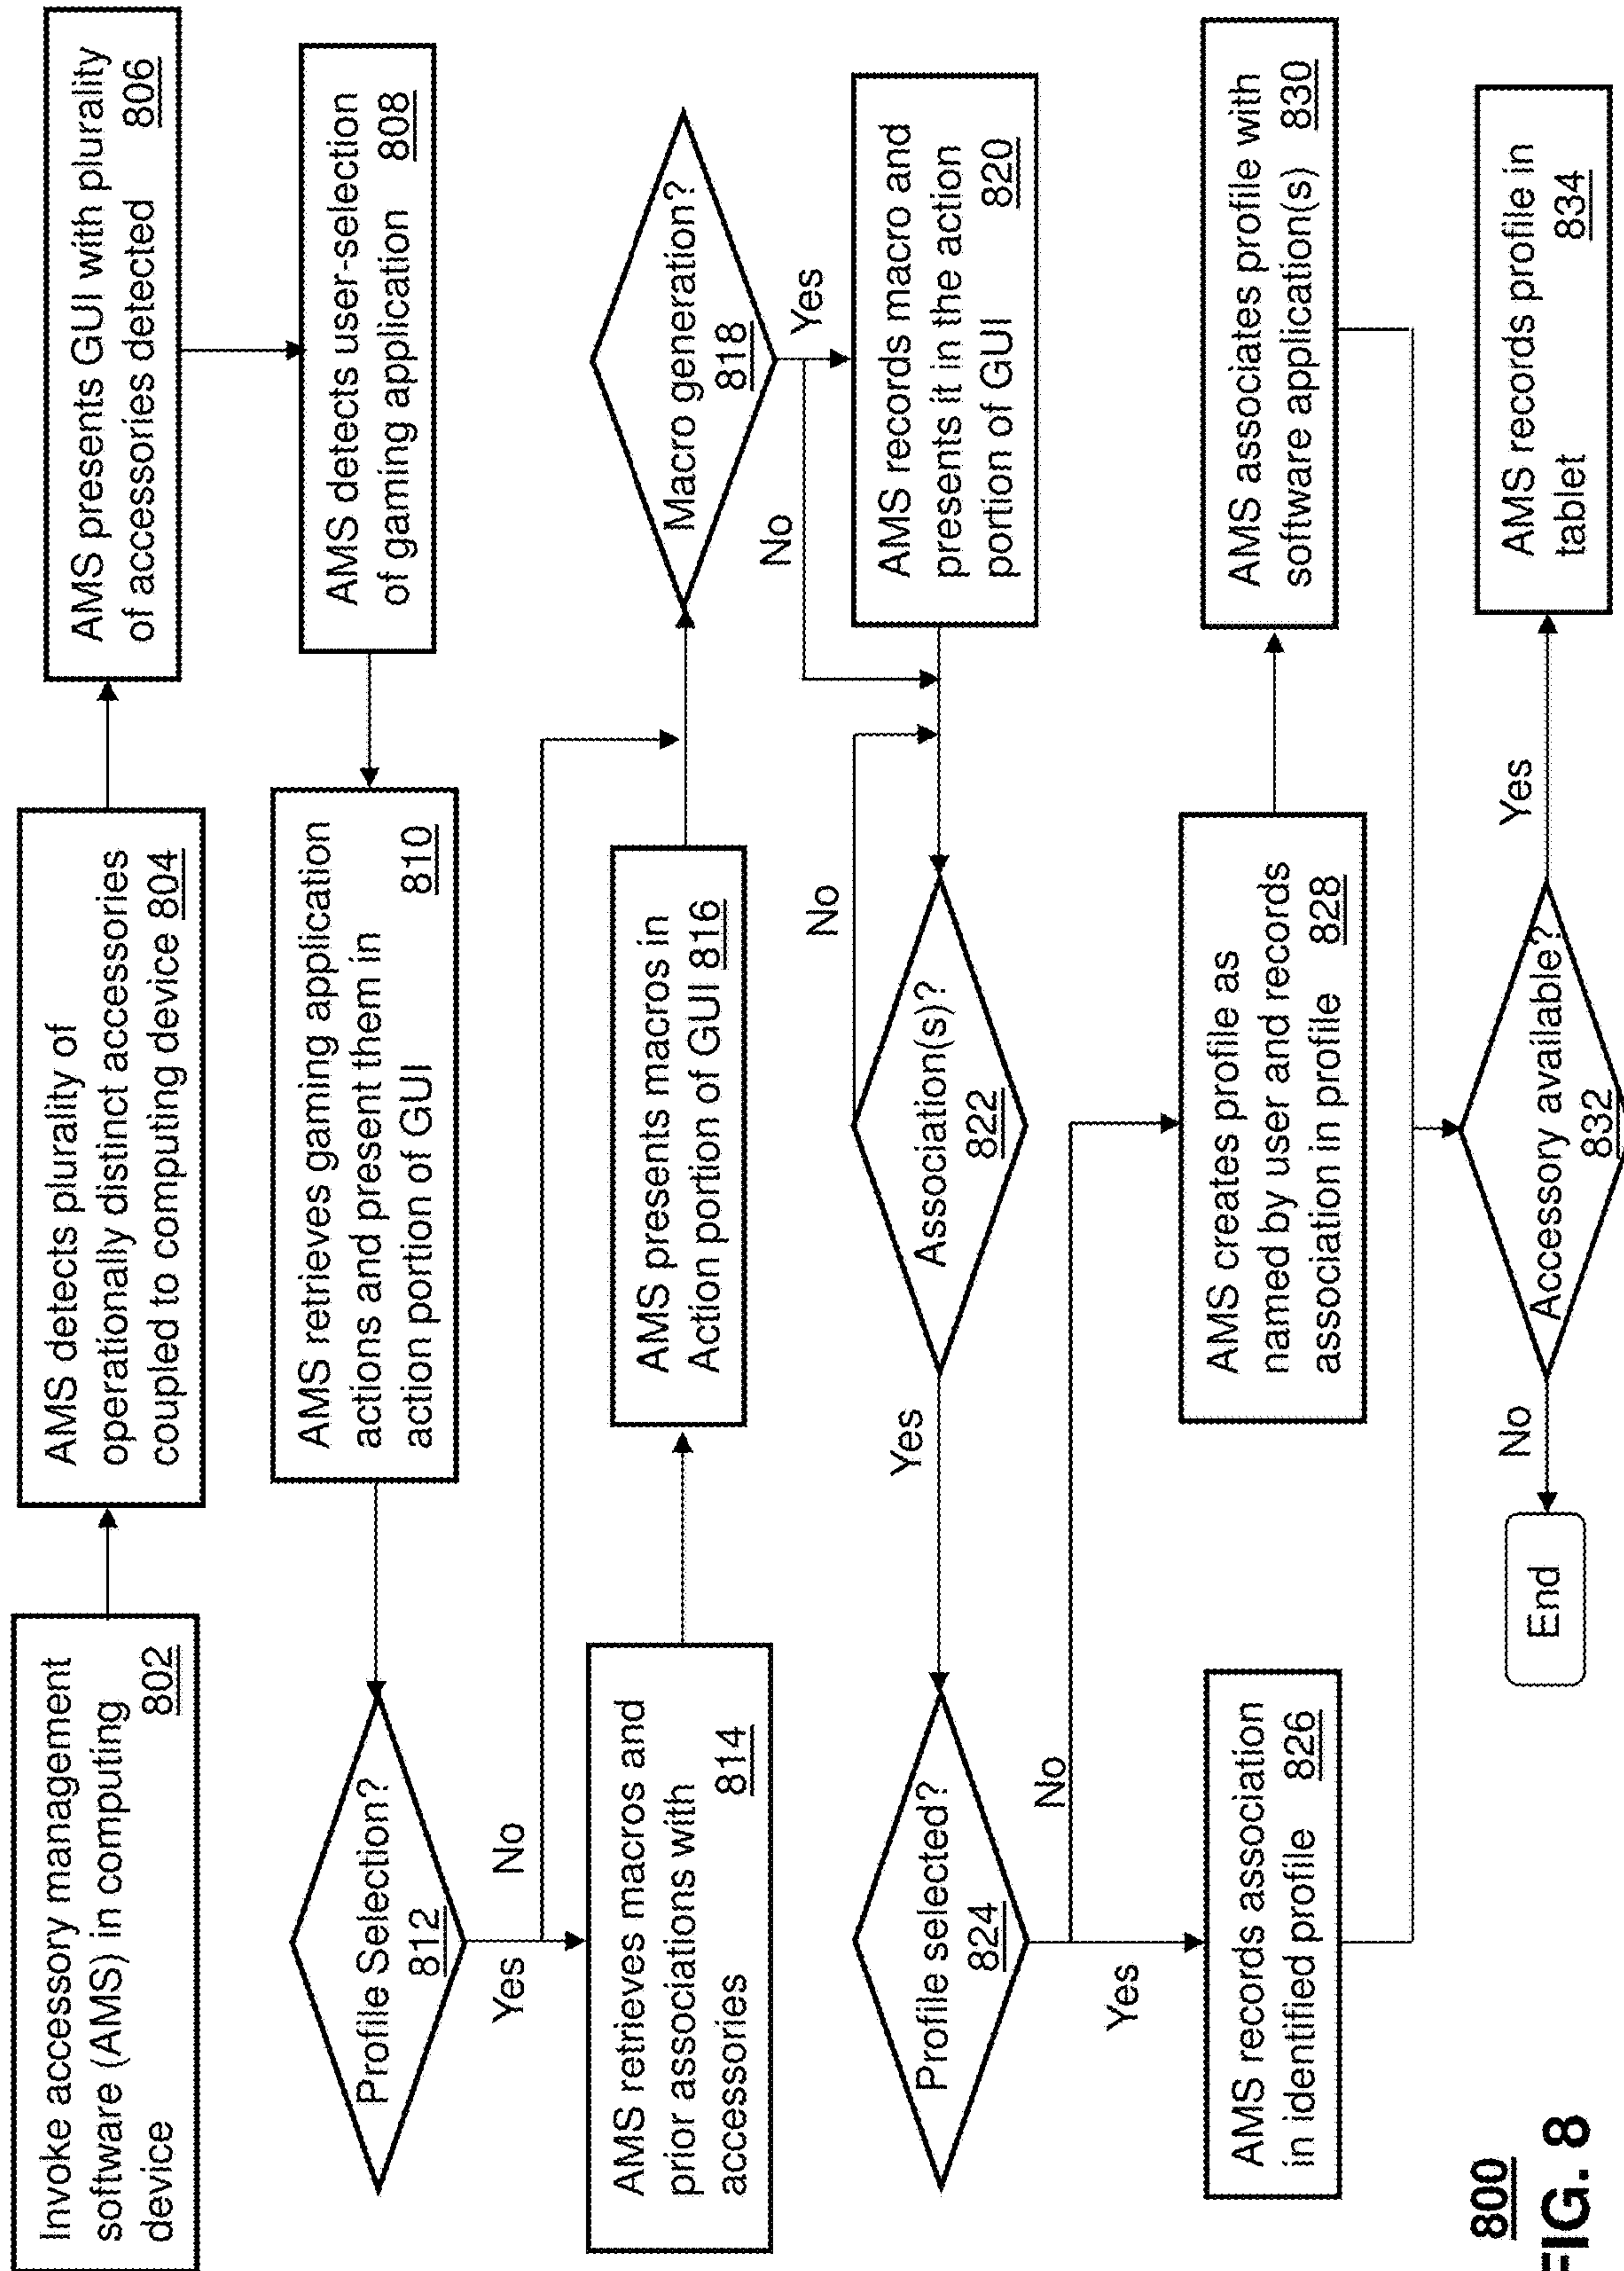 Invoke accessory management
software (AMS) in computing
device 802
AMS detects plurality of
operationally distinct accessories
coupled to computing device 804
AMS presents GUI with plurality
of accessories detected 806
AMS detects user-selection
of gaming application 808
AMS retrieves gaming application
actions and present them in
action portion of GUI 810
Profile Selection?
812
Yes
No
AMS retrieves macros and
prior associations with
accessories 814
AMS presents macros in
Action portion of GUI 816
Macro generation?
818
Yes
No
AMS records macro and
presents it in the action
portion of GUI 820
Association(s)?
822
No
Yes
Profile selected?
824
No
Yes
AMS records association
in identified profile 826
AMS creates profile as
named by user and records
association in profile 828
AMS associates profile with
software application(s) 830
Accessory available?
832
No
Yes
End
AMS records profile in
tablet 834
800
FIG. 8